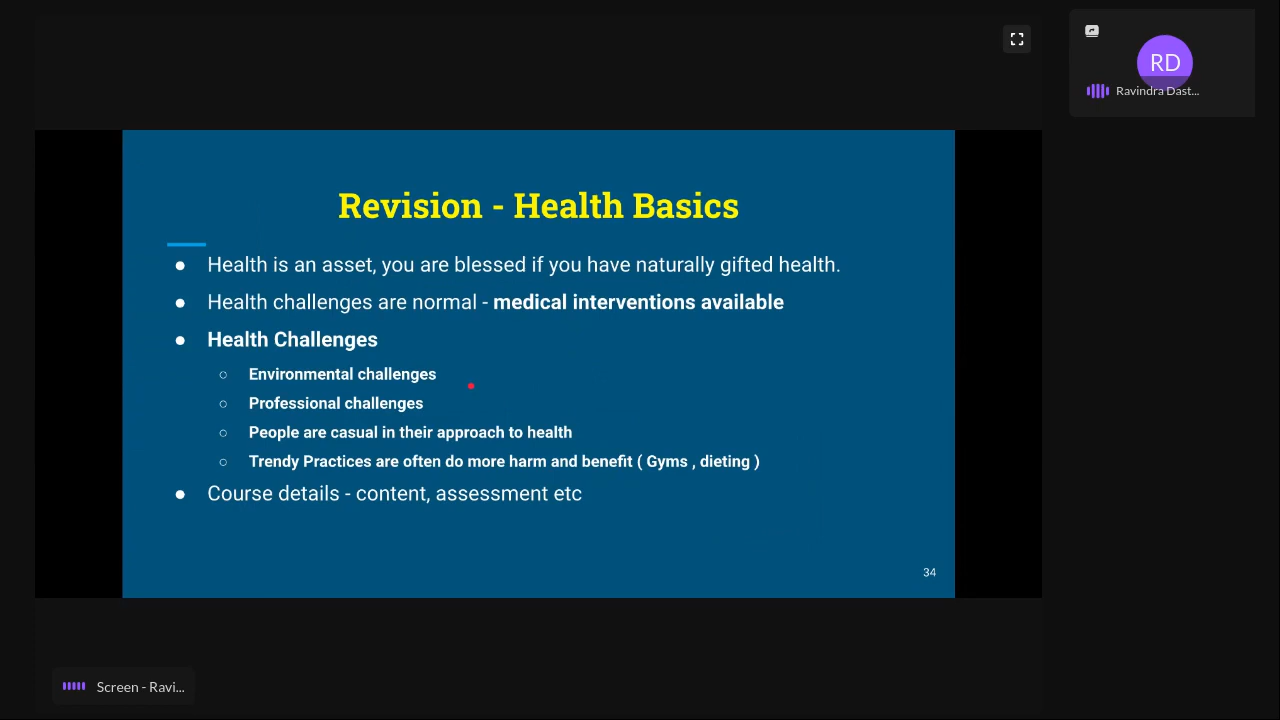 RD
Ravindra Dast...
Revision - Health Basics
● Health is an asset, you are blessed if you have naturally gifted health.
● Health challenges are normal - medical interventions available
● Health Challenges
○ Environmental challenges
○ Professional challenges
○ People are casual in their approach to health
○ Trendy Practices are often do more harm and benefit ( Gyms , dieting )
● Course details - content, assessment etc
34
Screen - Ravi...